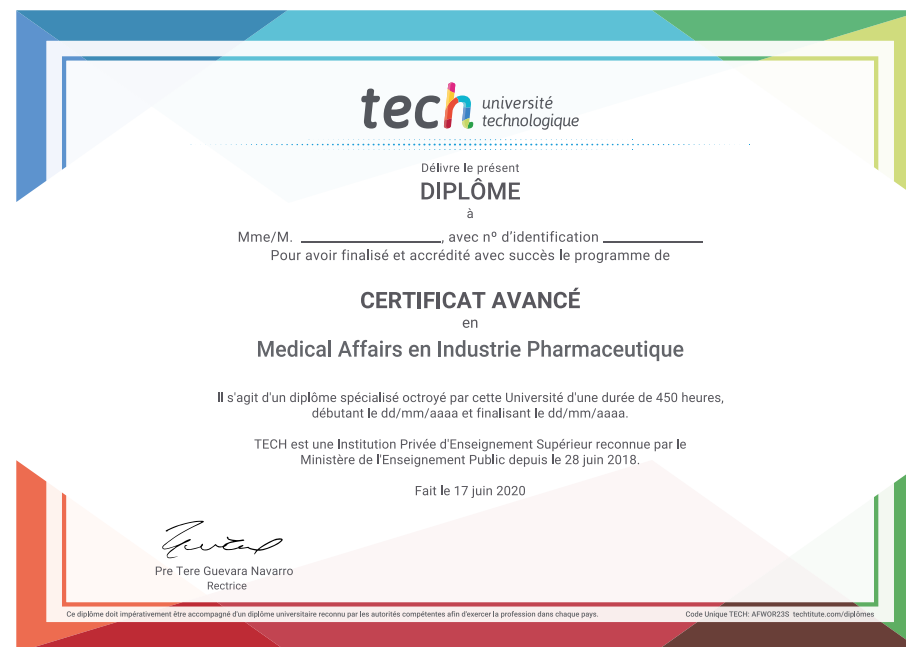 tech université
technologique
Délivre le présent
DIPLÔME
à
Mme/M. ____________________, avec nº d'identification ______________
Pour avoir finalisé et accrédité avec succès le programme de
CERTIFICAT AVANCÉ
en
Medical Affairs en Industrie Pharmaceutique
Il s'agit d'un diplôme spécialisé octroyé par cette Université d'une durée de 450 heures,
débutant le dd/mm/aaaa et finalisant le dd/mm/aaaa.
TECH est une Institution Privée d'Enseignement Supérieur reconnue par le
Ministère de l'Enseignement Public depuis le 28 juin 2018.
Fait le 17 juin 2020
Pre Tere Guevara Navarro
Rectrice
Ce diplôme doit impérativement être accompagné d'un diplôme universitaire reconnu par les autorités compétentes afin d'exercer la profession dans chaque pays.
Code Unique TECH: AFWOR23S techtitute.com/diplômes